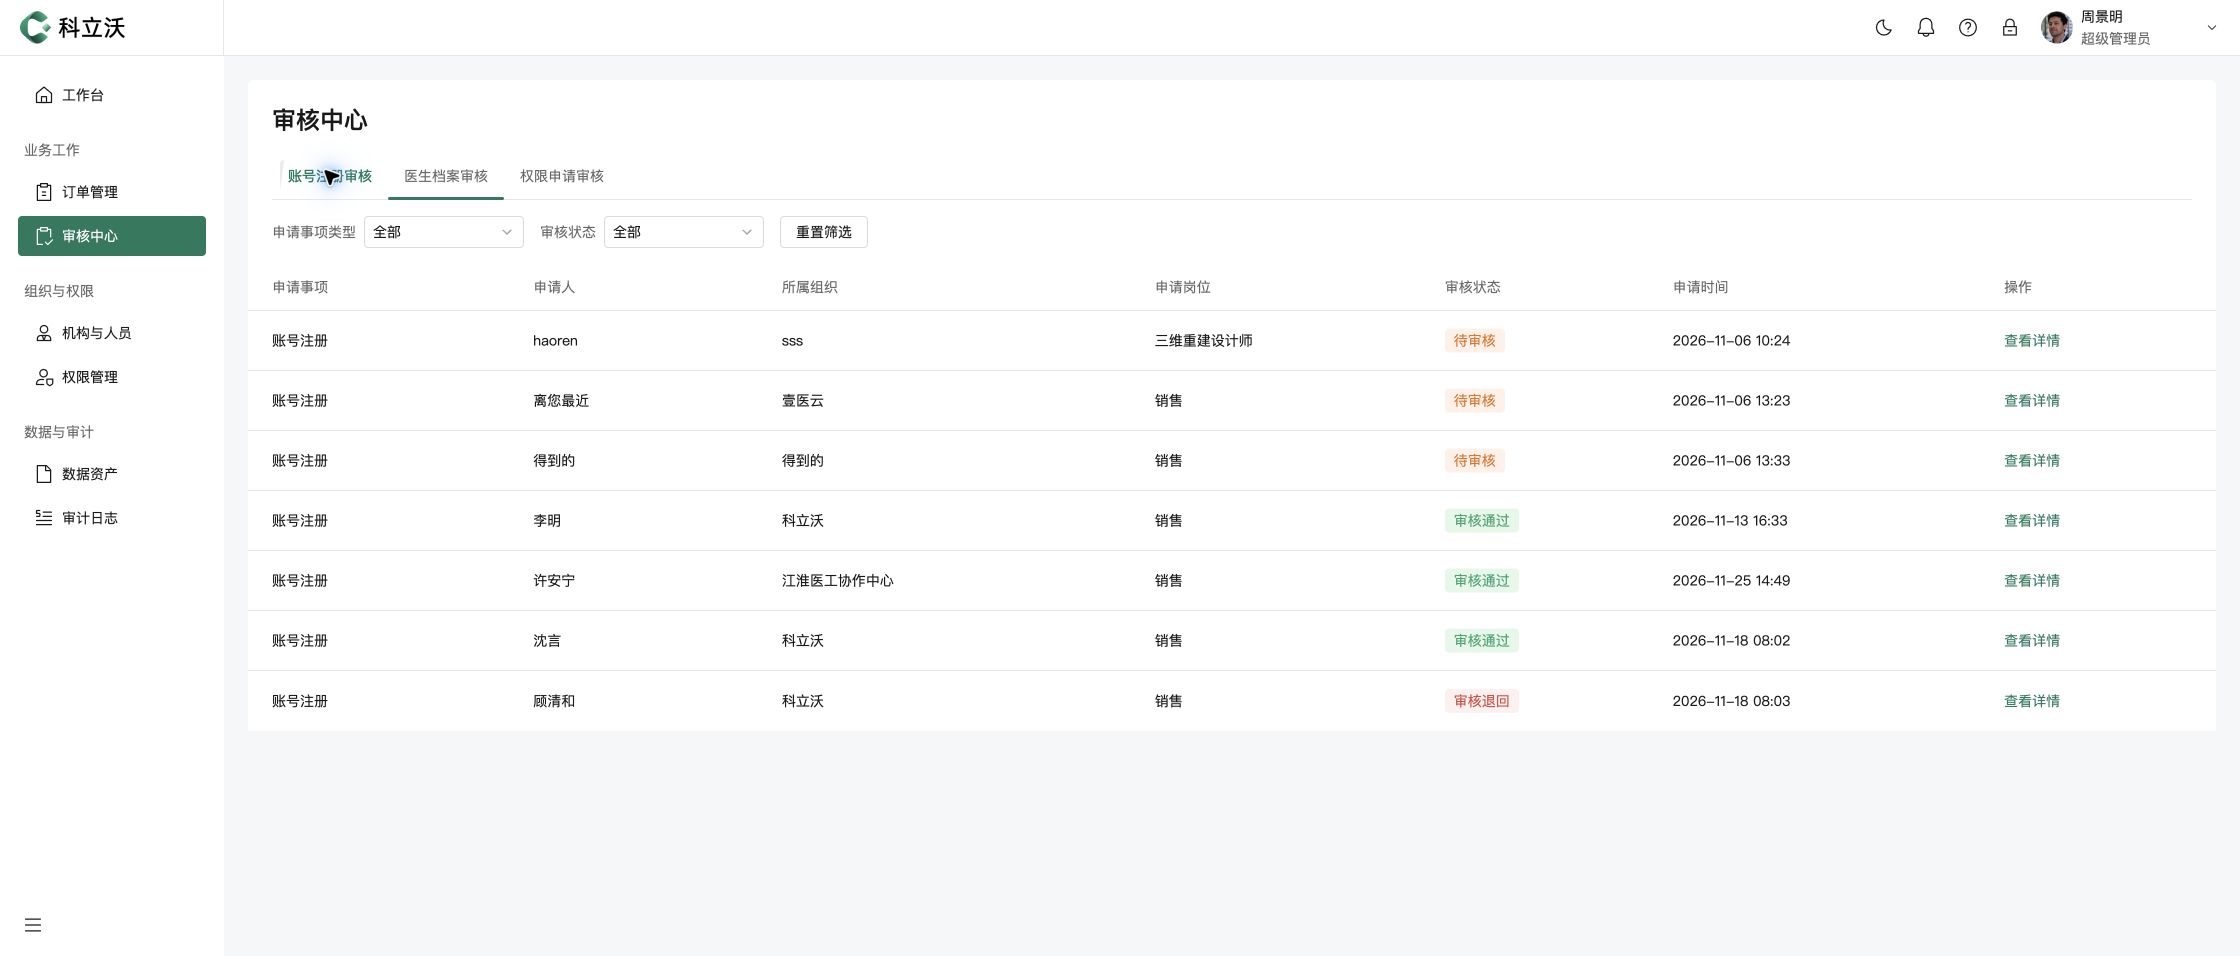 科立沃
周景明
超级管理员
工作台
业务工作
订单管理
审核中心
组织与权限
机构与人员
权限管理
数据与审计
数据资产
审计日志
审核中心
账号注册审核 医生档案审核 权限申请审核
申请事项类型 全部 审核状态 全部 重置筛选
申请事项 申请人 所属组织 申请岗位 审核状态 申请时间 操作
账号注册 haoren sss 三维重建设计师 待审核 2026-11-06 10:24 查看详情
账号注册 离您最近 壹医云 销售 待审核 2026-11-06 13:23 查看详情
账号注册 得到的 得到的 销售 待审核 2026-11-06 13:33 查看详情
账号注册 李明 科立沃 销售 审核通过 2026-11-13 16:33 查看详情
账号注册 许安宁 江淮医工协作中心 销售 审核通过 2026-11-25 14:49 查看详情
账号注册 沈言 科立沃 销售 审核通过 2026-11-18 08:02 查看详情
账号注册 顾清和 科立沃 销售 审核退回 2026-11-18 08:03 查看详情